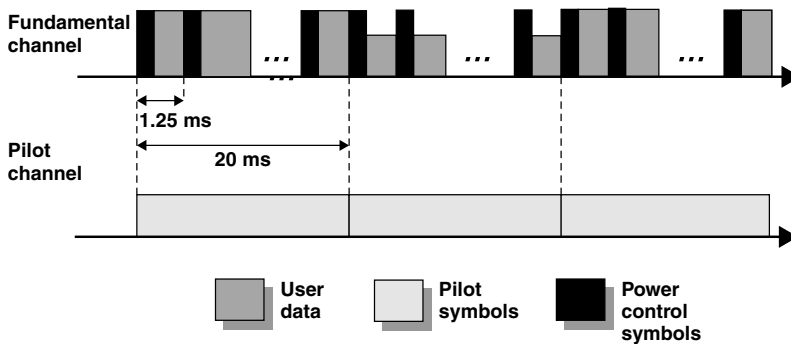 Fundamental
channel
... ... ...
...
1.25 ms
20 ms
Pilot
channel
User
data
Pilot
symbols
Power
control
symbols